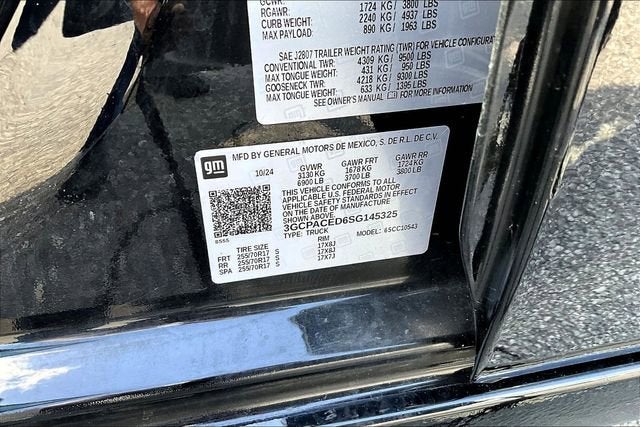 GCWR:
RGAWR: 1724 KG / 3800 LBS
CURB WEIGHT: 2240 KG / 4937 LBS
MAX PAYLOAD: 890 KG / 1963 LBS
SAE J2807 TRAILER WEIGHT RATING (TWR) FOR VEHICLE CONFIGURAT
CONVENTIONAL TWR: 4309 KG / 9500 LBS
MAX TONGUE WEIGHT: 431 KG / 950 LBS
GOOSENECK TWR: 4218 KG / 9300 LBS
MAX TONGUE WEIGHT: 633 KG / 1395 LBS
SEE OWNER'S MANUAL FOR MORE INFORMATION
gm MFD BY GENERAL MOTORS DE MEXICO, S. DE R.L. DE C.V.
10/24 GVWR GAWR FRT GAWR RR
3130 KG 1678 KG 1724 KG
6900 LB 3700 LB 3800 LB
THIS VEHICLE CONFORMS TO ALL
APPLICABLE U.S. FEDERAL MOTOR
VEHICLE SAFETY STANDARDS IN EFFECT
ON THE DATE OF MANUFACTURE
3GCPACED6SG145325
TYPE: TRUCK MODEL: 6SCC10543
TIRE SIZE RIM
FRT 255/70R17 S 17X8J
RR 255/70R17 S 17X8J
SPA 255/70R17 S 17X7J